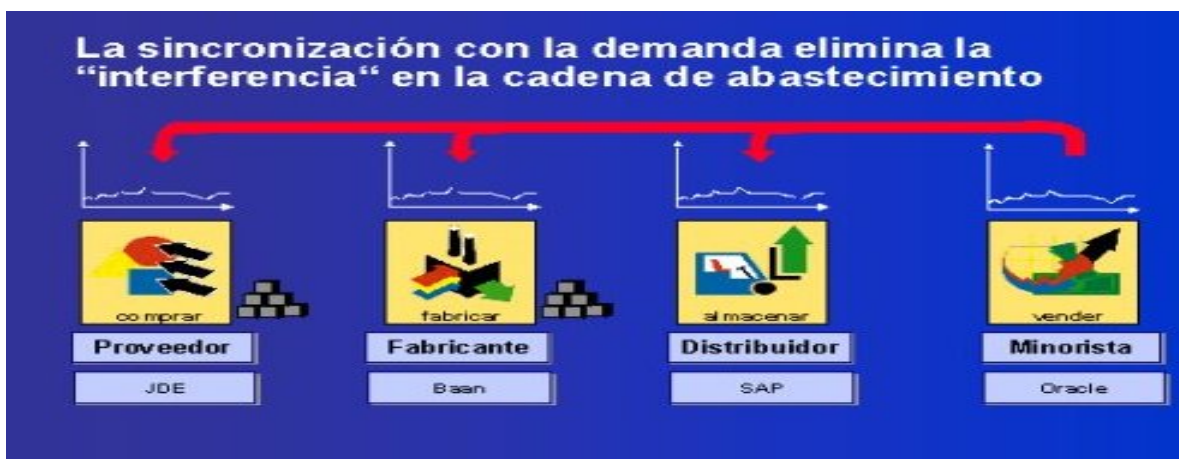 La sincronización con la demanda elimina la
“interferencia“ en la cadena de abastecimiento
comprar
fabricar
almacenar
vender
Proveedor
Fabricante
Distribuidor
Minorista
JDE
Baan
SAP
Oracle